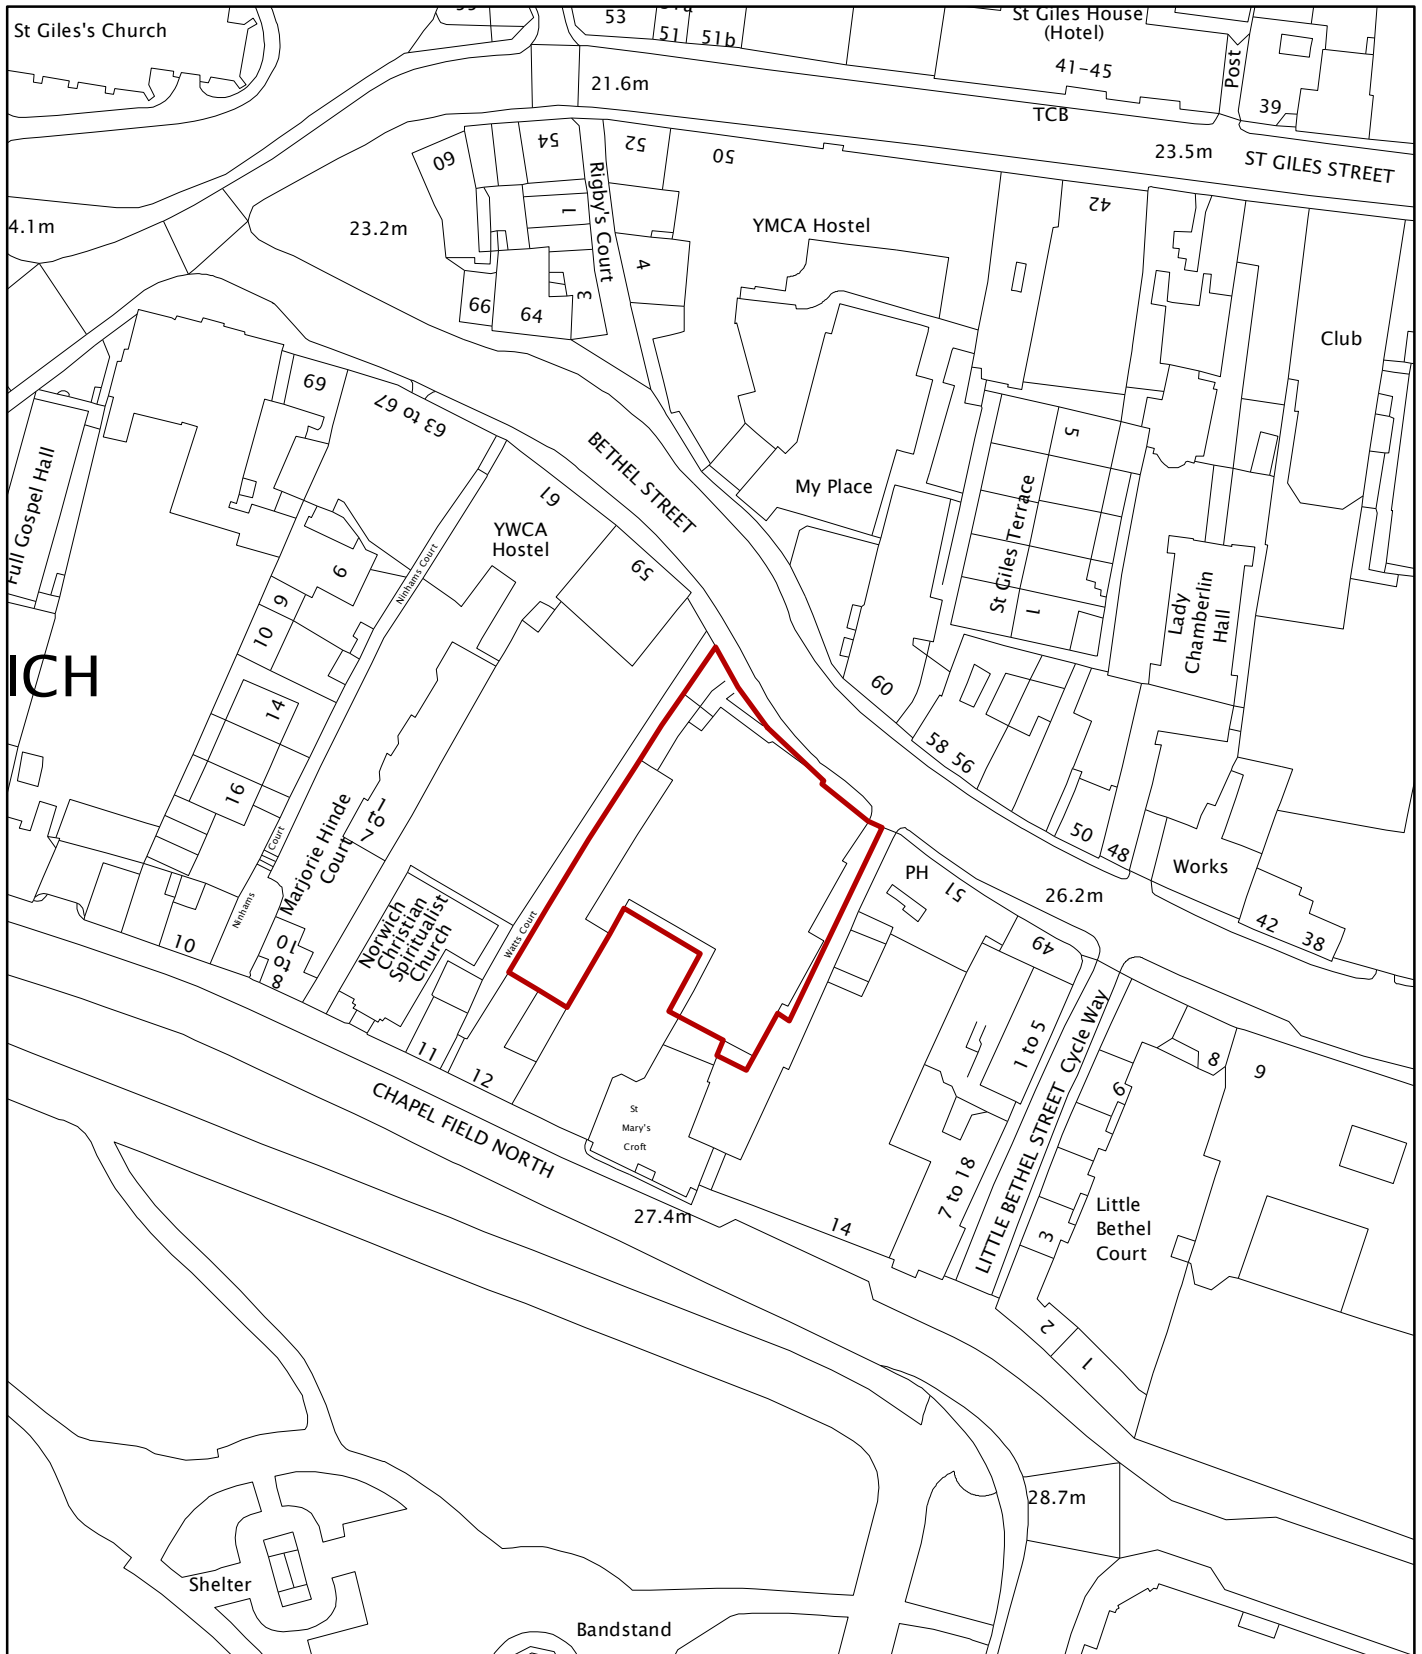 St Giles's Church
53
51
51b
St Giles House
(Hotel)
41-45
Post
39
21.6m
TCB
23.5m
ST GILES STREET
60
54
52
50
42
Rigby's Court
1
4
3
66
64
4.1m
23.2m
YMCA Hostel
Club
69
63 to 67
BETHEL STREET
61
YWCA
Hostel
59
My Place
5
St Giles Terrace
1
Lady
Chamberlin
Hall
Full Gospel Hall
Ninhams Court
6
9
10
14
16
ICH
60
58
56
50
48
Works
42
38
Marjorie Hinde
Court
1
to
7
Ninhams
Court
10
10
to
8
Norwich
Christian
Spiritualist
Church
Watts Court
11
12
PH
51
49
26.2m
1 to 5
LITTLE BETHEL STREET
Cycle Way
8
9
6
7 to 18
3
Little
Bethel
Court
2
1
St
Mary's
Croft
CHAPEL FIELD NORTH
27.4m
14
28.7m
Shelter
Bandstand